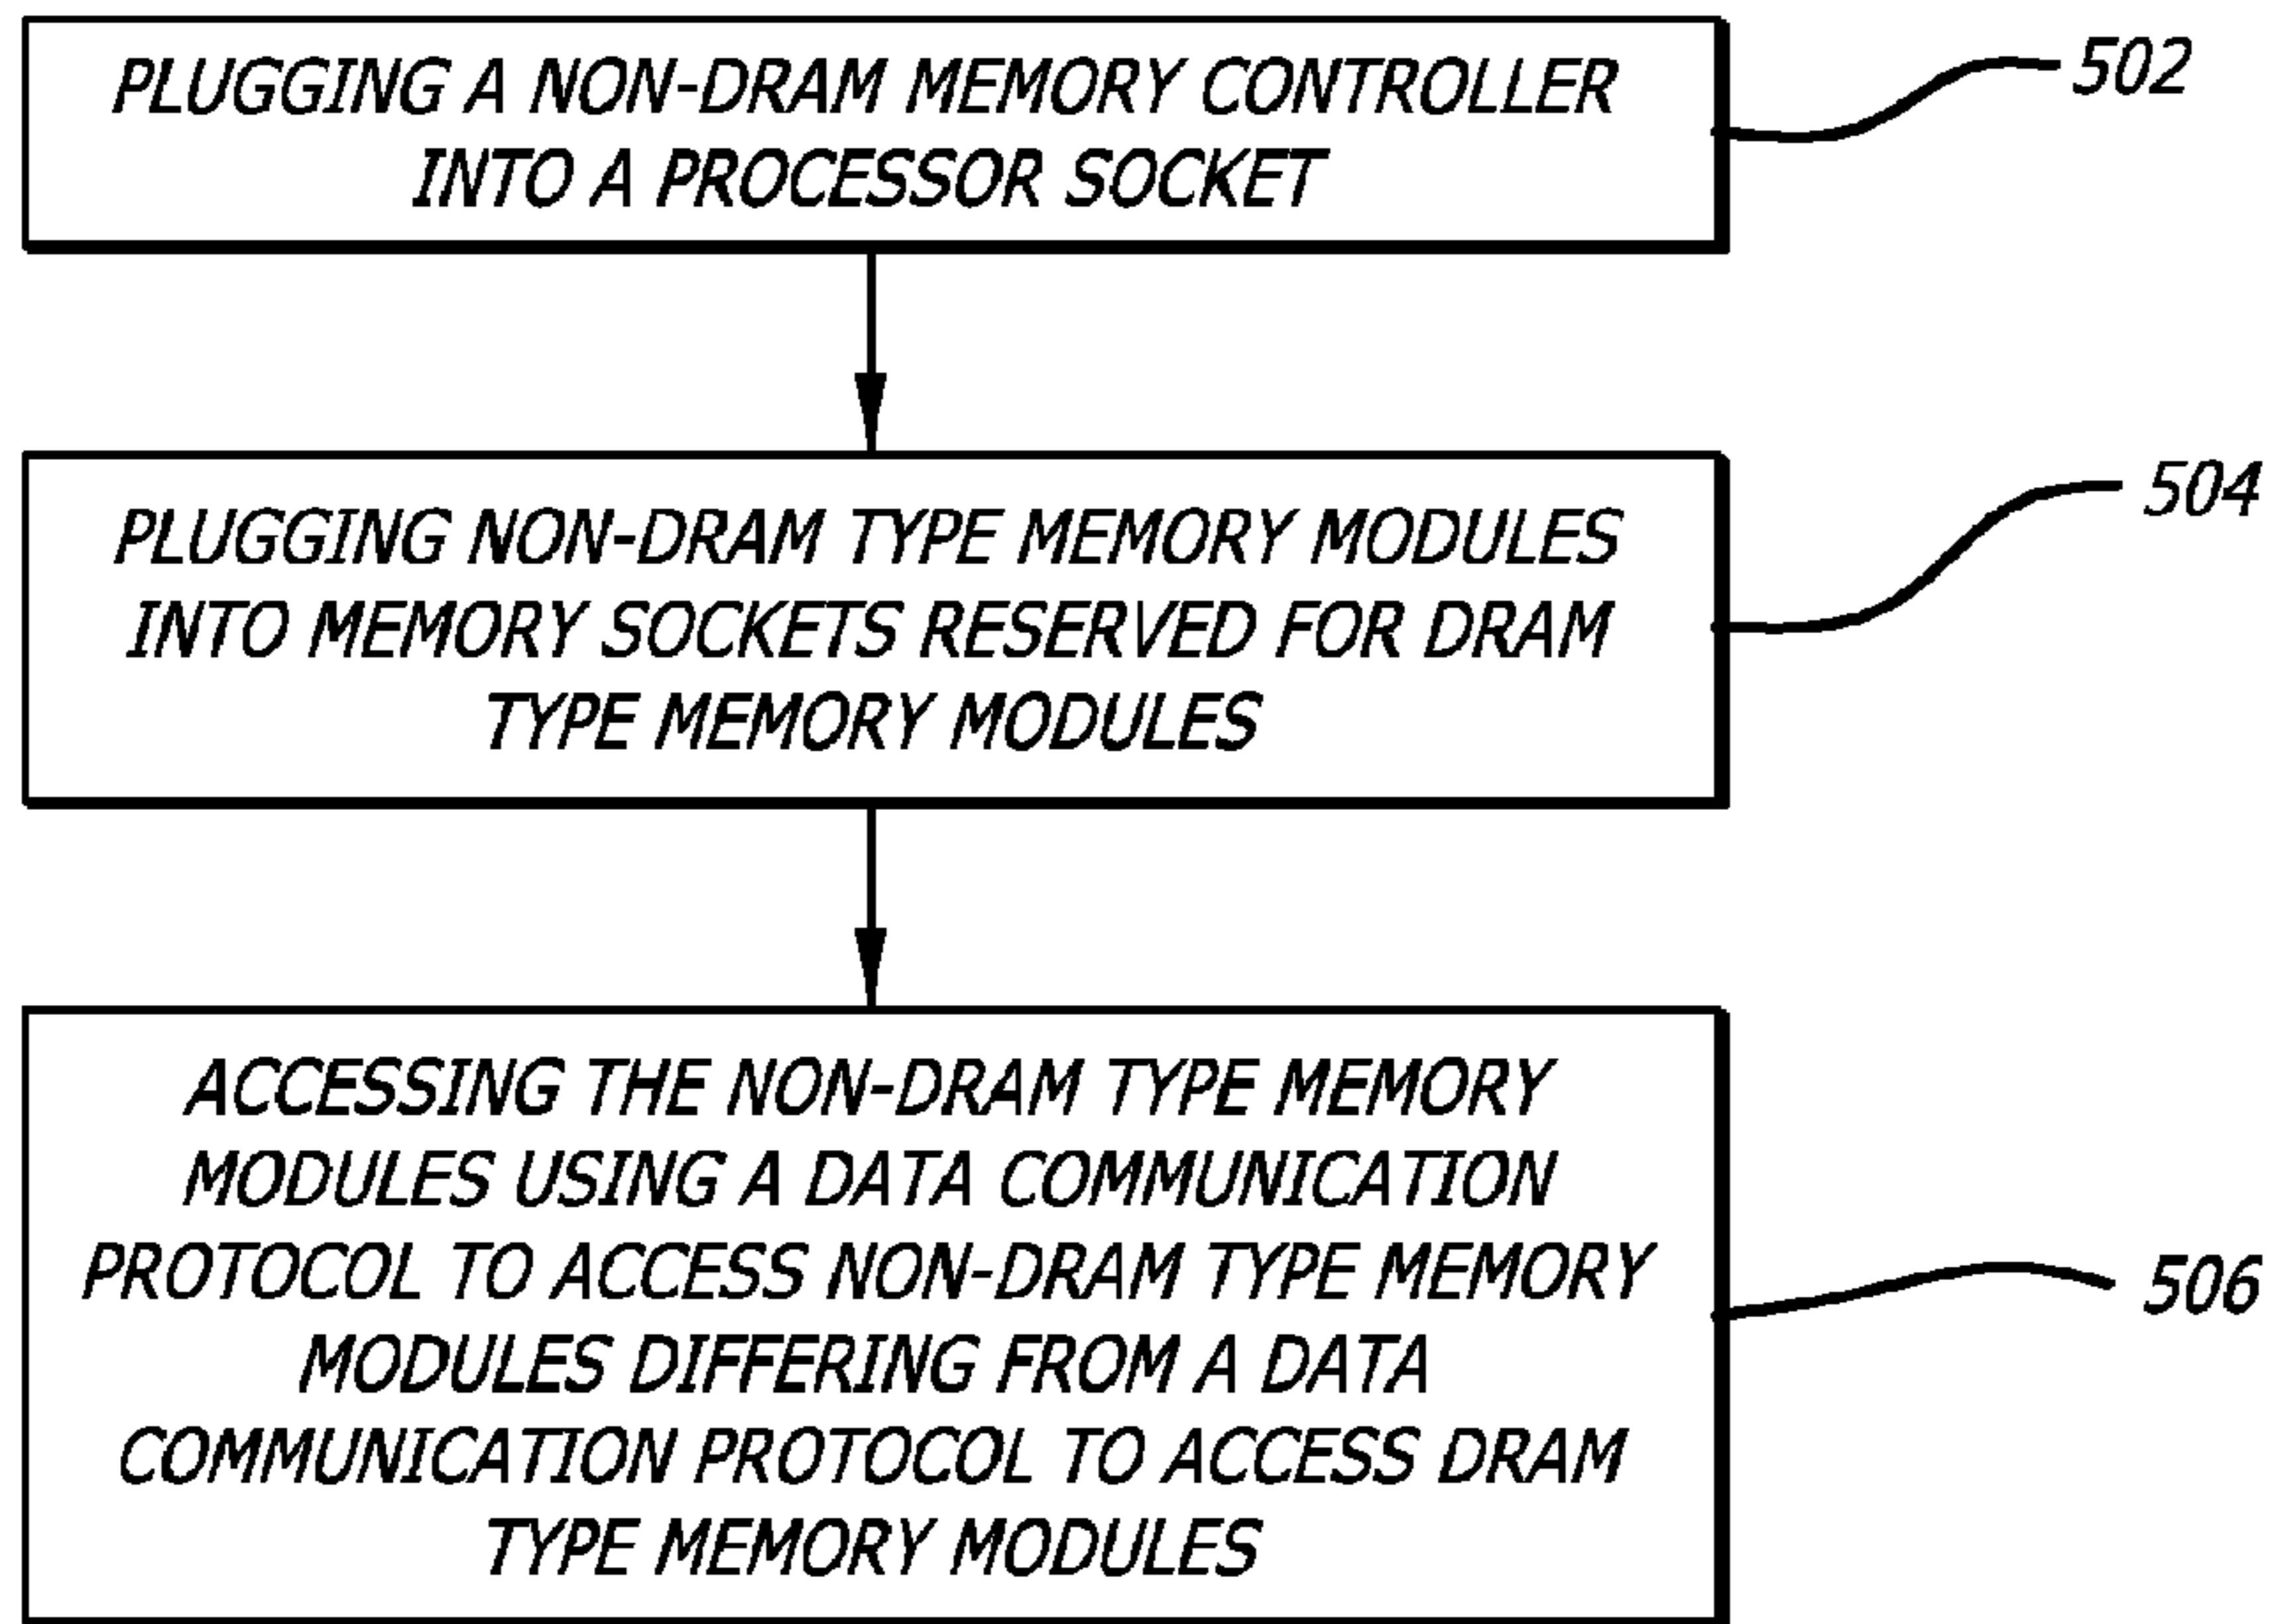 PLUGGING A NON-DRAM MEMORY CONTROLLER
INTO A PROCESSOR SOCKET
502
PLUGGING NON-DRAM TYPE MEMORY MODULES
INTO MEMORY SOCKETS RESERVED FOR DRAM
TYPE MEMORY MODULES
504
ACCESSING THE NON-DRAM TYPE MEMORY
MODULES USING A DATA COMMUNICATION
PROTOCOL TO ACCESS NON-DRAM TYPE MEMORY
MODULES DIFFERING FROM A DATA
COMMUNICATION PROTOCOL TO ACCESS DRAM
TYPE MEMORY MODULES
506